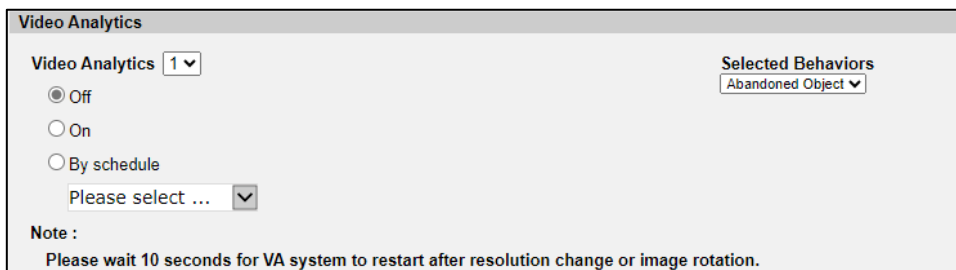 Video Analytics
Video Analytics 1
Selected Behaviors
Abandoned Object
Off
On
By schedule
Please select ...
Note :
Please wait 10 seconds for VA system to restart after resolution change or image rotation.